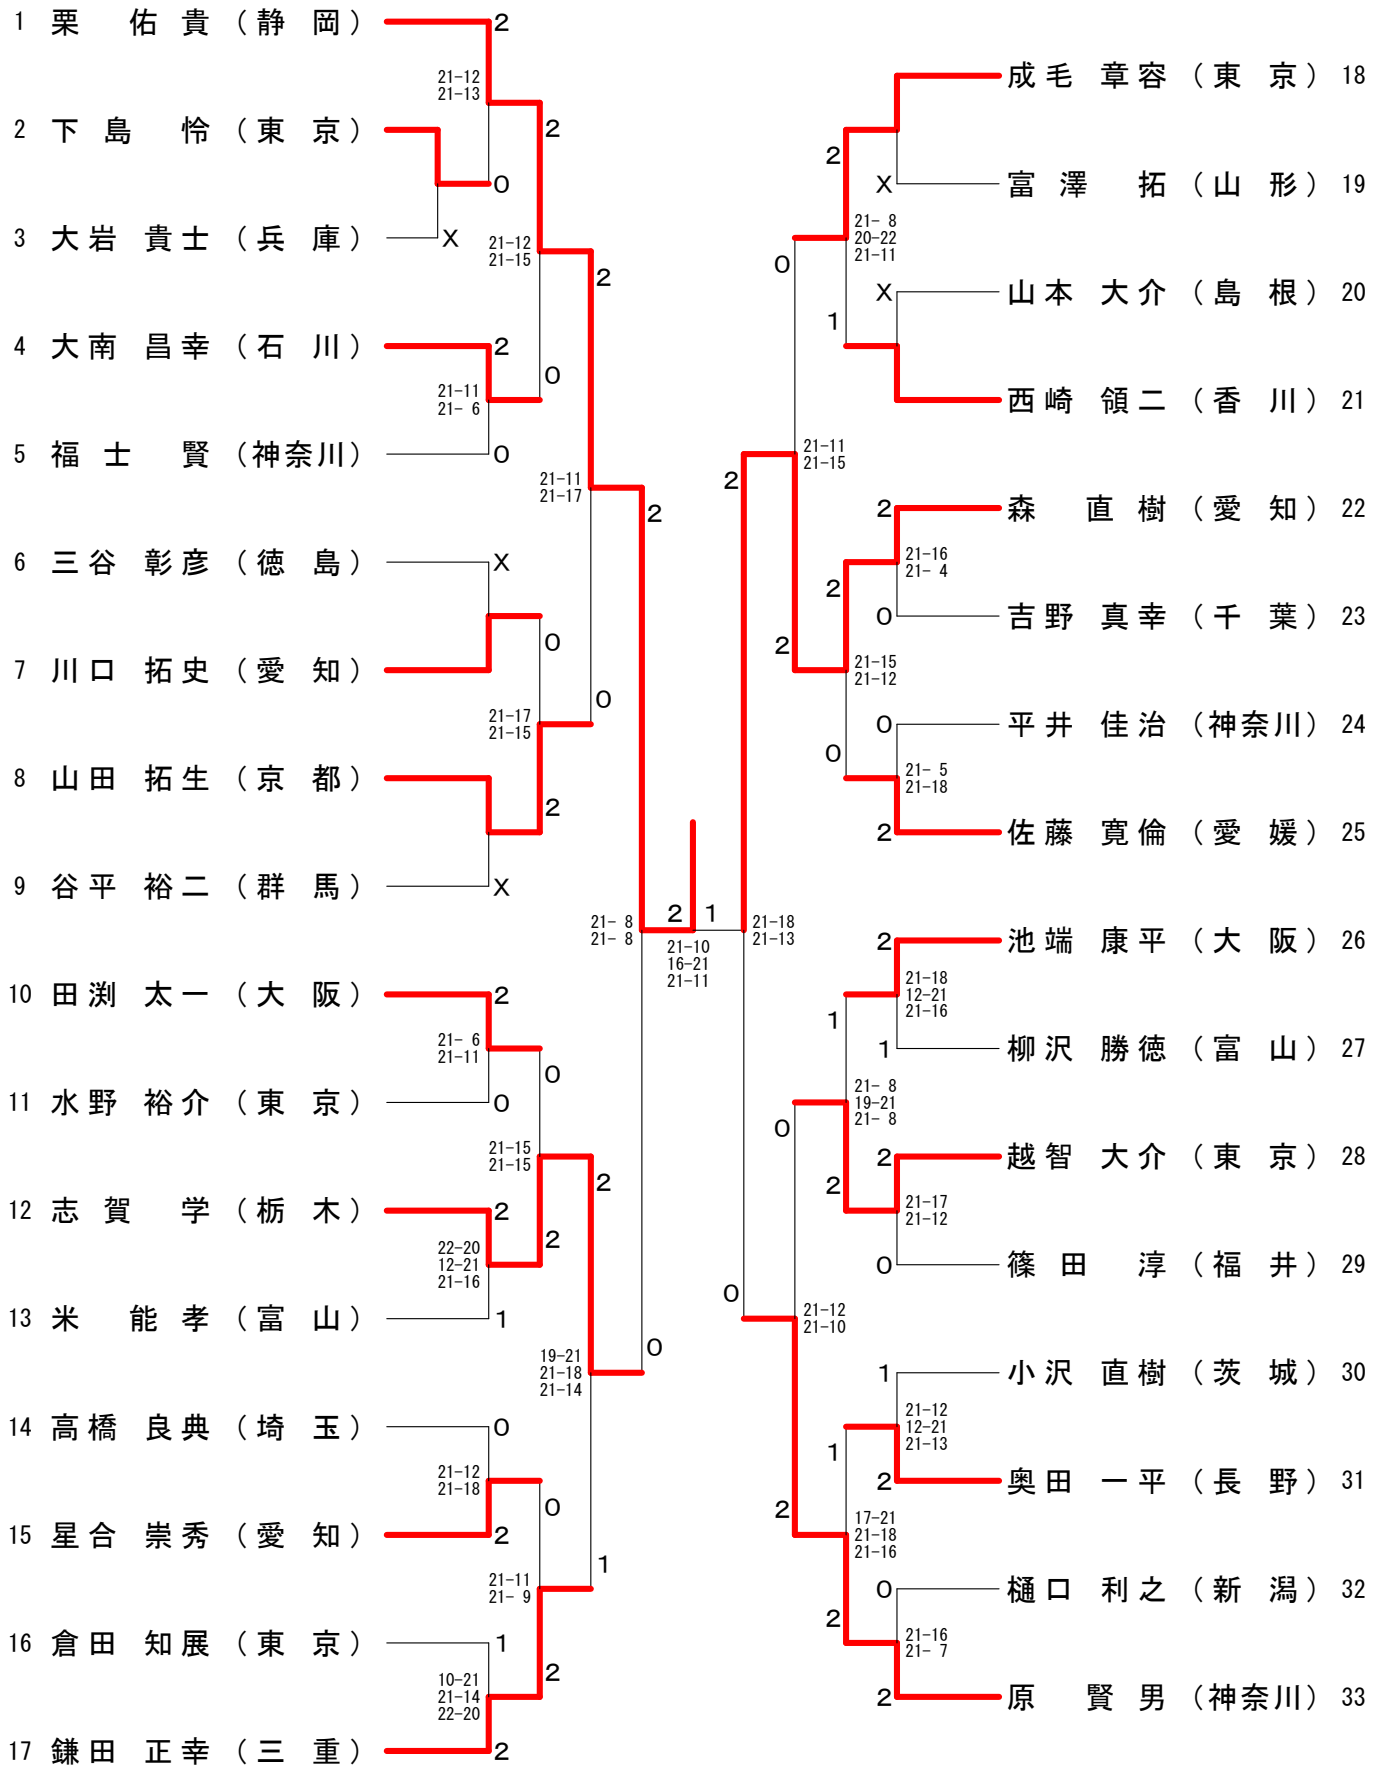 1 栗 佑貴 (静 岡) 2
21-12
21-13
2 下島 怜 (東 京) 2
0
3 大岩 貴士 (兵 庫) X
21-12
21-15
2
4 大南 昌幸 (石 川) 2
0
21-11
21- 6
5 福士 賢 (神奈川) 0
21-11
21-17
2
6 三谷 彰彦 (徳 島) X
0
7 川口 拓史 (愛 知)
0
21-17
21-15
8 山田 拓生 (京 都)
2
9 谷平 裕二 (群 馬) X
21- 8
21- 8
2 1
21-10
16-21
21-11
10 田渕 太一 (大 阪) 2
21- 6
21-11
0
11 水野 裕介 (東 京) 0
21-15
21-15
2
12 志賀 学 (栃 木) 2
2
22-20
12-21
21-16
13 米 能孝 (富 山) 1
0
19-21
21-18
21-14
14 高橋 良典 (埼 玉) 0
21-12
21-18
0
15 星合 崇秀 (愛 知) 2
1
21-11
21- 9
16 倉田 知展 (東 京) 1
2
10-21
21-14
22-20
17 鎌田 正幸 (三 重) 2
成毛 章容 (東 京) 18
2
X 富澤 拓 (山 形) 19
21- 8
20-22
21-11
0
X 山本 大介 (島 根) 20
1
西崎 領二 (香 川) 21
21-11
21-15
2
2 森 直樹 (愛 知) 22
21-16
21- 4
2
0 吉野 真幸 (千 葉) 23
2
21-15
21-12
0 平井 佳治 (神奈川) 24
0
21- 5
21-18
2 佐藤 寛倫 (愛 媛) 25
21-18
21-13
2 池端 康平 (大 阪) 26
21-18
12-21
21-16
1
1 柳沢 勝徳 (富 山) 27
21- 8
19-21
21- 8
0
2 越智 大介 (東 京) 28
2
21-17
21-12
0 篠田 淳 (福 井) 29
0
21-12
21-10
1 小沢 直樹 (茨 城) 30
21-12
12-21
21-13
1
2 奥田 一平 (長 野) 31
2
17-21
21-18
21-16
0 樋口 利之 (新 潟) 32
2
21-16
21- 7
2 原 賢男 (神奈川) 33